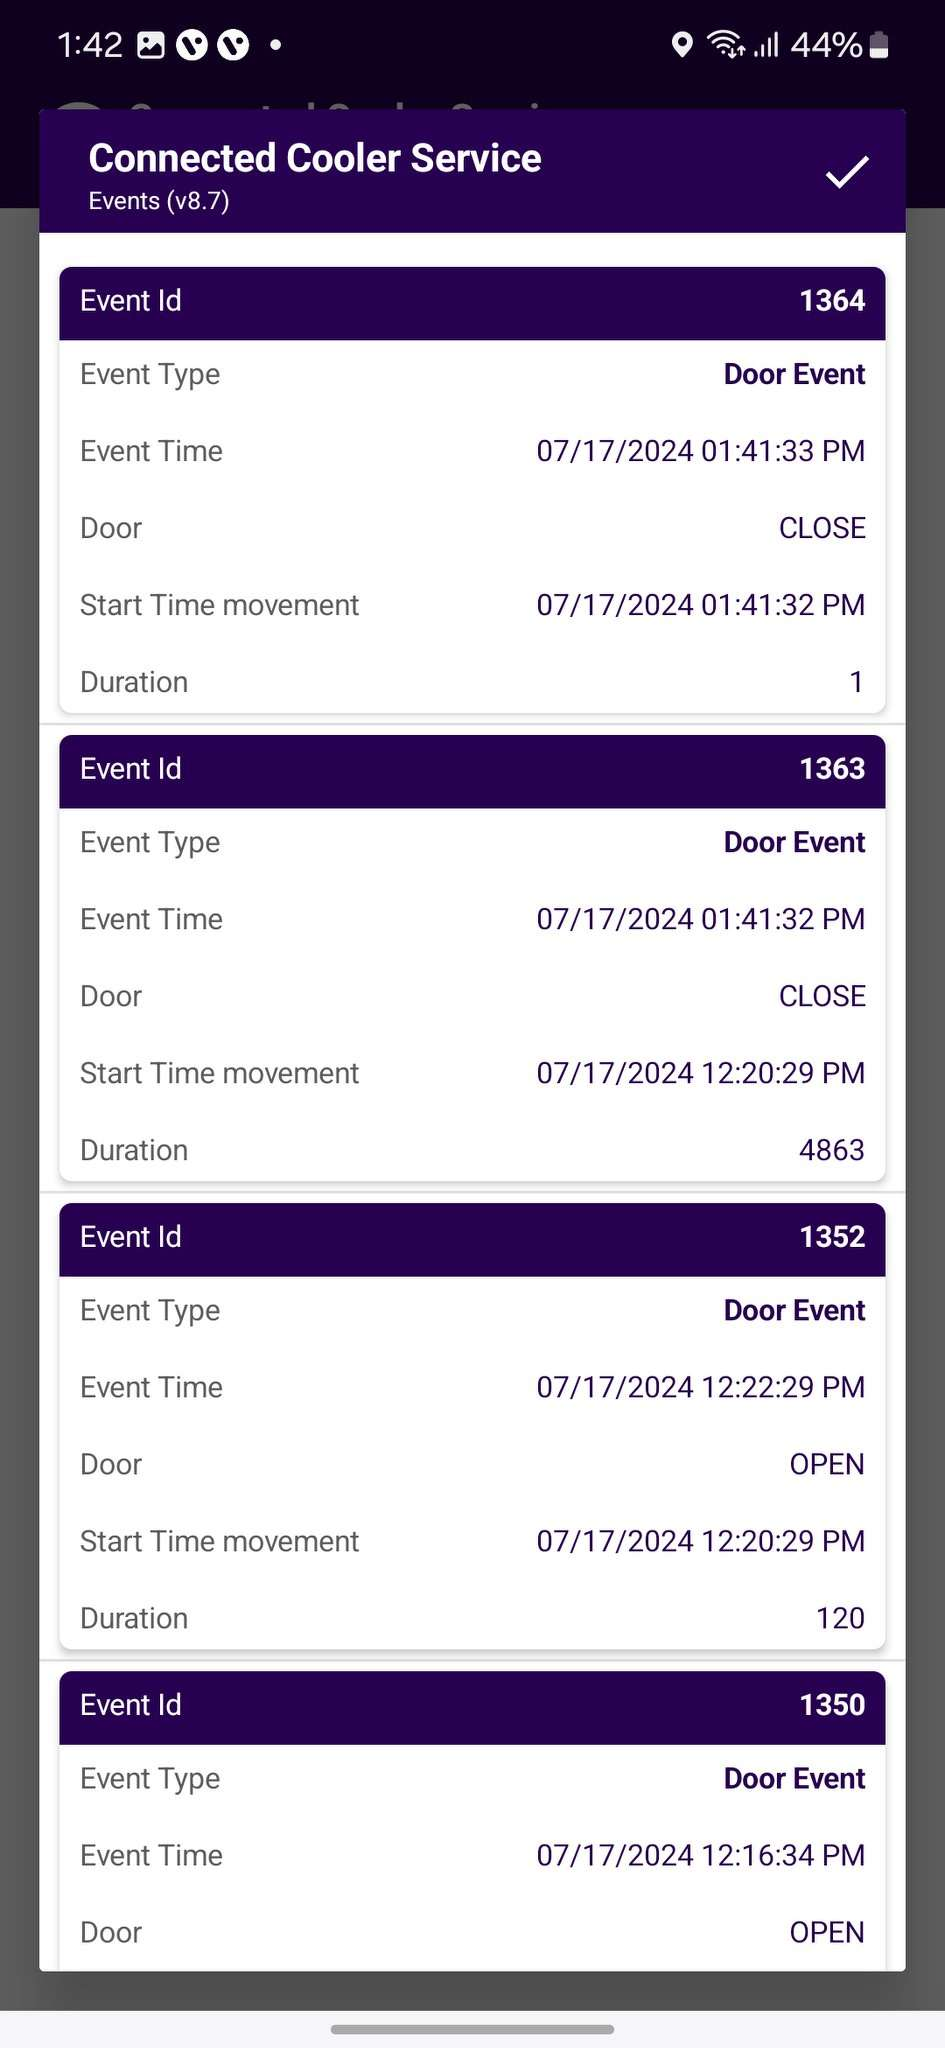 1:42
44%
Connected Cooler Service
Events (v8.7)
Event Id 1364
Event Type Door Event
Event Time 07/17/2024 01:41:33 PM
Door CLOSE
Start Time movement 07/17/2024 01:41:32 PM
Duration 1
Event Id 1363
Event Type Door Event
Event Time 07/17/2024 01:41:32 PM
Door CLOSE
Start Time movement 07/17/2024 12:20:29 PM
Duration 4863
Event Id 1352
Event Type Door Event
Event Time 07/17/2024 12:22:29 PM
Door OPEN
Start Time movement 07/17/2024 12:20:29 PM
Duration 120
Event Id 1350
Event Type Door Event
Event Time 07/17/2024 12:16:34 PM
Door OPEN